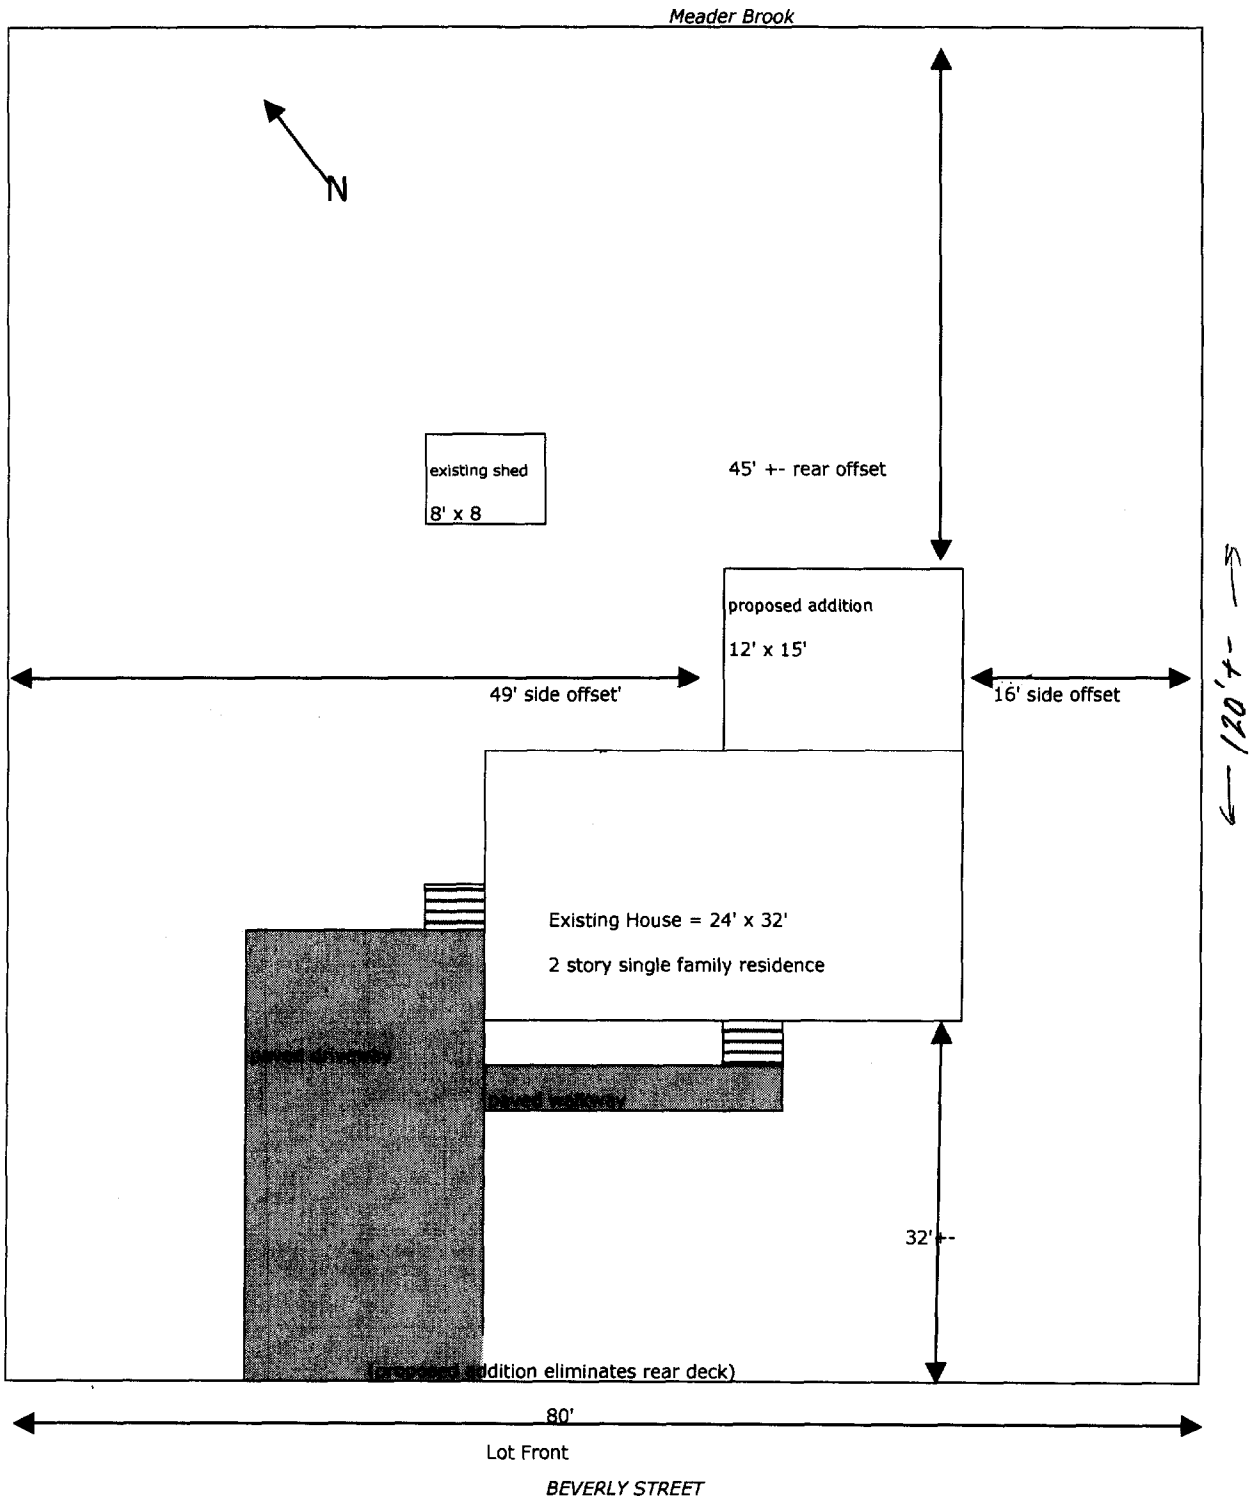 Meader Brook
N
existing shed
8' x 8
45' +- rear offset
proposed addition
12' x 15'
49' side offset'
16' side offset
120' +-
Existing House = 24' x 32'
2 story single family residence
paved driveway
paved walkway
32'+-
(proposed addition eliminates rear deck)
80'
Lot Front
BEVERLY STREET